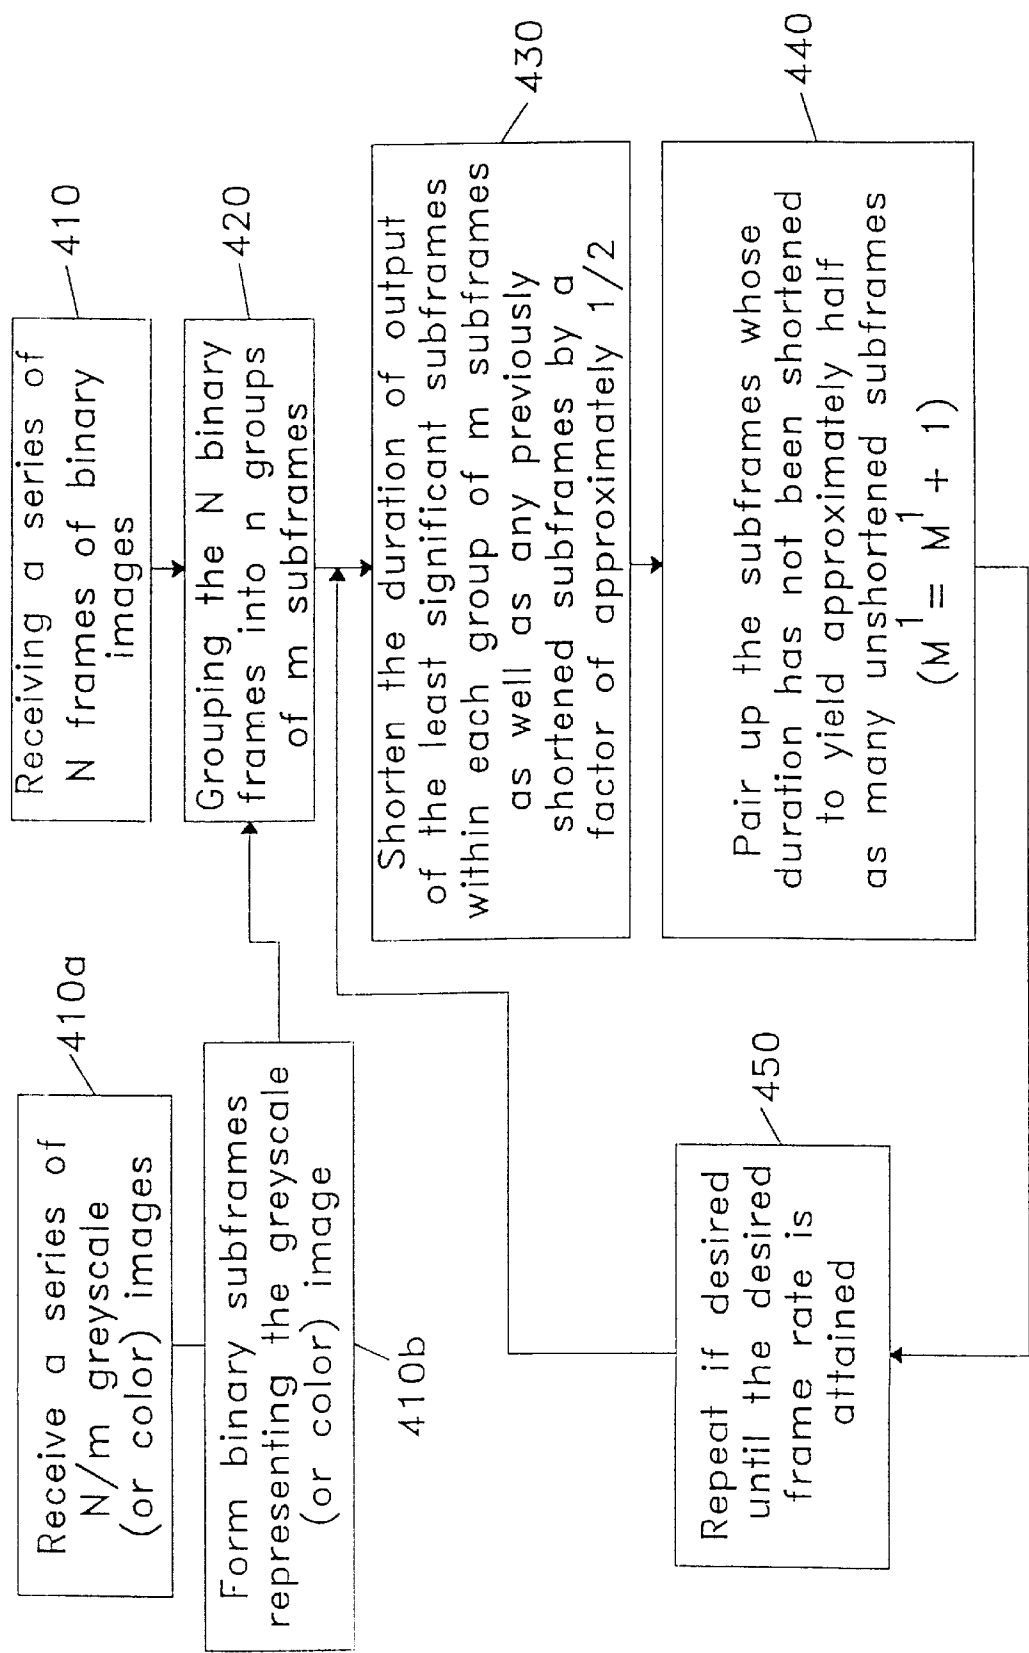 Receive a series of
N/m greyscale
(or color) images
410a
Form binary subframes
representing the greyscale
(or color) image
410b
Receiving a series of
N frames of binary
images
410
Grouping the N binary
frames into n groups
of m subframes
420
Shorten the duration of output
of the least significant subframes
within each group of m subframes
as well as any previously
shortened subframes by a
factor of approximately 1/2
430
Pair up the subframes whose
duration has not been shortened
to yield approximately half
as many unshortened subframes
(M¹ = M¹ + 1)
440
Repeat if desired
until the desired
frame rate is
attained
450